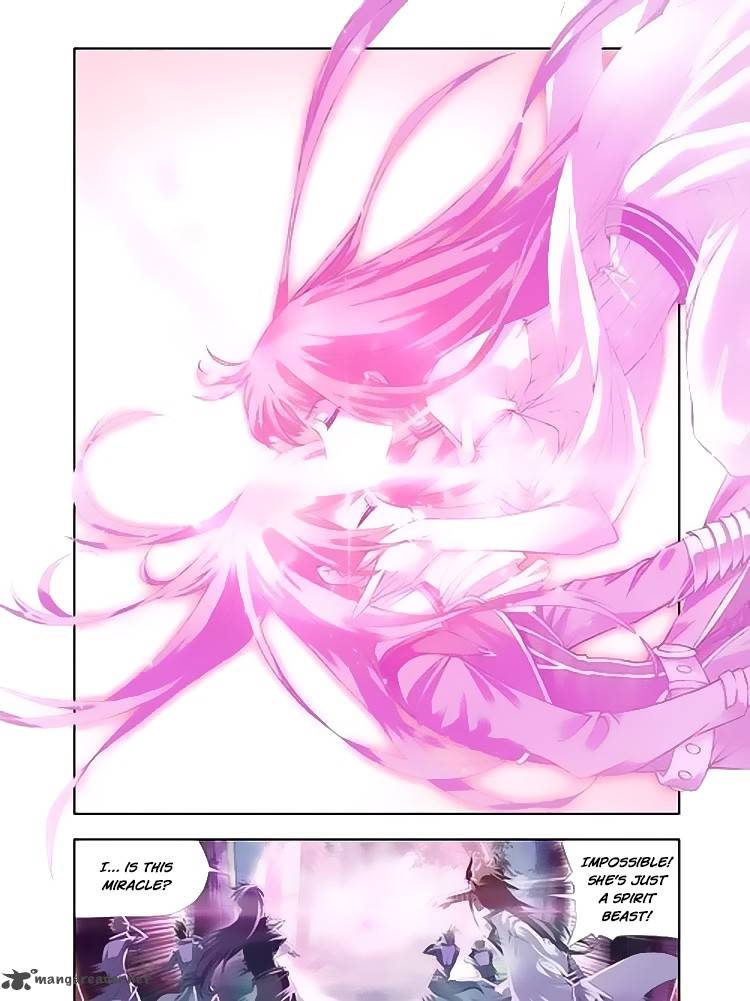 I... IS THIS
MIRACLE?
IMPOSSIBLE!
SHE'S JUST
A SPIRIT
BEAST!
mangareader.net